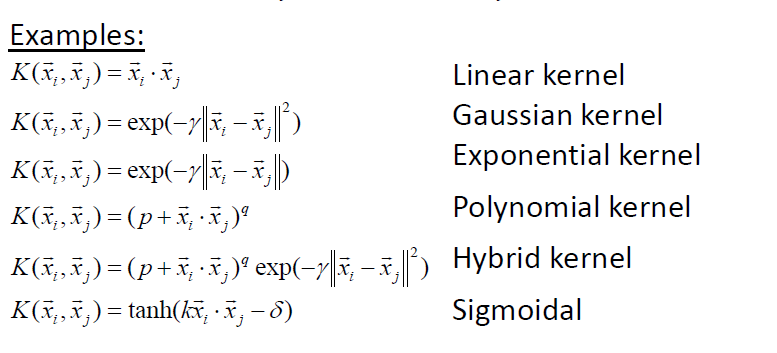 Examples:
K(x⃗ᵢ, x⃗ⱼ) = x⃗ᵢ · x⃗ⱼ Linear kernel
K(x⃗ᵢ, x⃗ⱼ) = exp(−γ‖x⃗ᵢ − x⃗ⱼ‖²) Gaussian kernel
K(x⃗ᵢ, x⃗ⱼ) = exp(−γ‖x⃗ᵢ − x⃗ⱼ‖) Exponential kernel
K(x⃗ᵢ, x⃗ⱼ) = (p + x⃗ᵢ · x⃗ⱼ)^q Polynomial kernel
K(x⃗ᵢ, x⃗ⱼ) = (p + x⃗ᵢ · x⃗ⱼ)^q exp(−γ‖x⃗ᵢ − x⃗ⱼ‖²) Hybrid kernel
K(x⃗ᵢ, x⃗ⱼ) = tanh(kx⃗ᵢ · x⃗ⱼ − δ) Sigmoidal